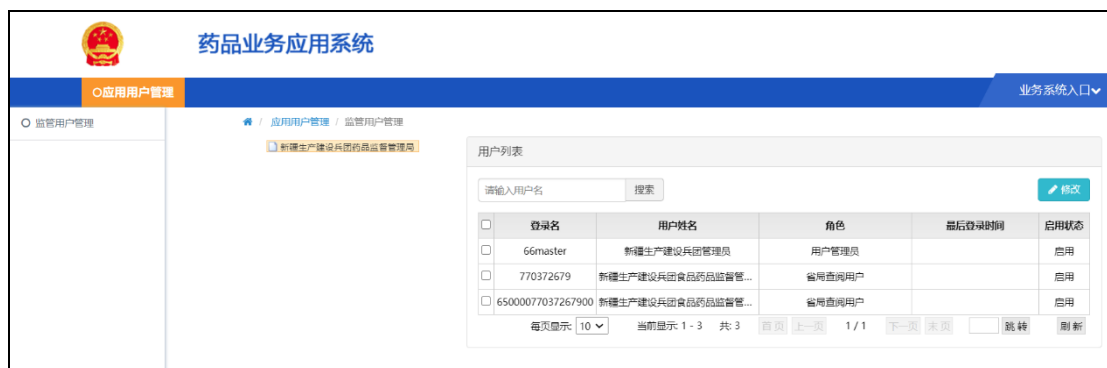 药品业务应用系统
应用用户管理
业务系统入口
监管用户管理
/ 应用用户管理 / 监管用户管理
新疆生产建设兵团药品监督管理局
用户列表
请输入用户名 搜索 修改
登录名 用户姓名 角色 最后登录时间 启用状态
66master 新疆生产建设兵团管理员 用户管理员 启用
770372679 新疆生产建设兵团食品药品监督管... 省局查阅用户 启用
65000077037267900 新疆生产建设兵团食品药品监督管... 省局查阅用户 启用
每页显示: 10 当前显示: 1 - 3 共: 3 首页 上一页 1 / 1 下一页 末页 跳转 刷新